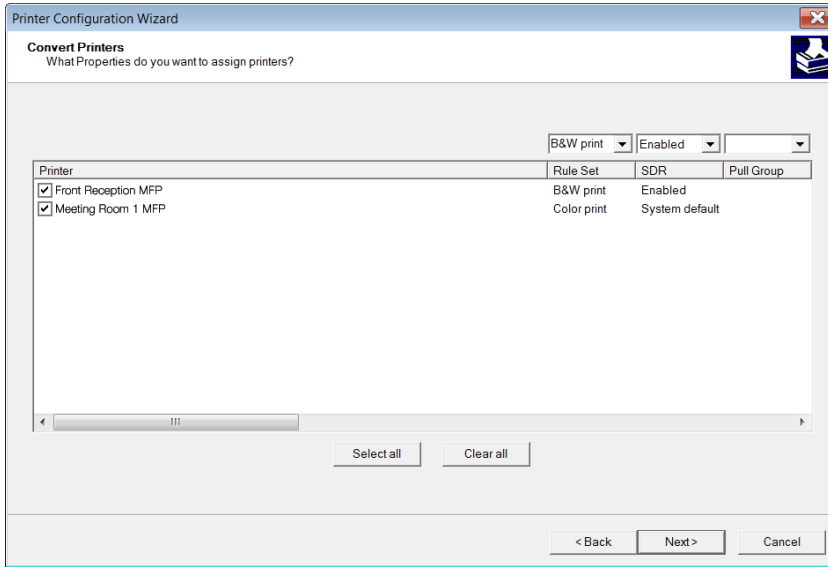 Printer Configuration Wizard
Convert Printers
What Properties do you want to assign printers?
B&W print Enabled
Printer Rule Set SDR Pull Group
Front Reception MFP B&W print Enabled
Meeting Room 1 MFP Color print System default
Select all Clear all
< Back Next > Cancel